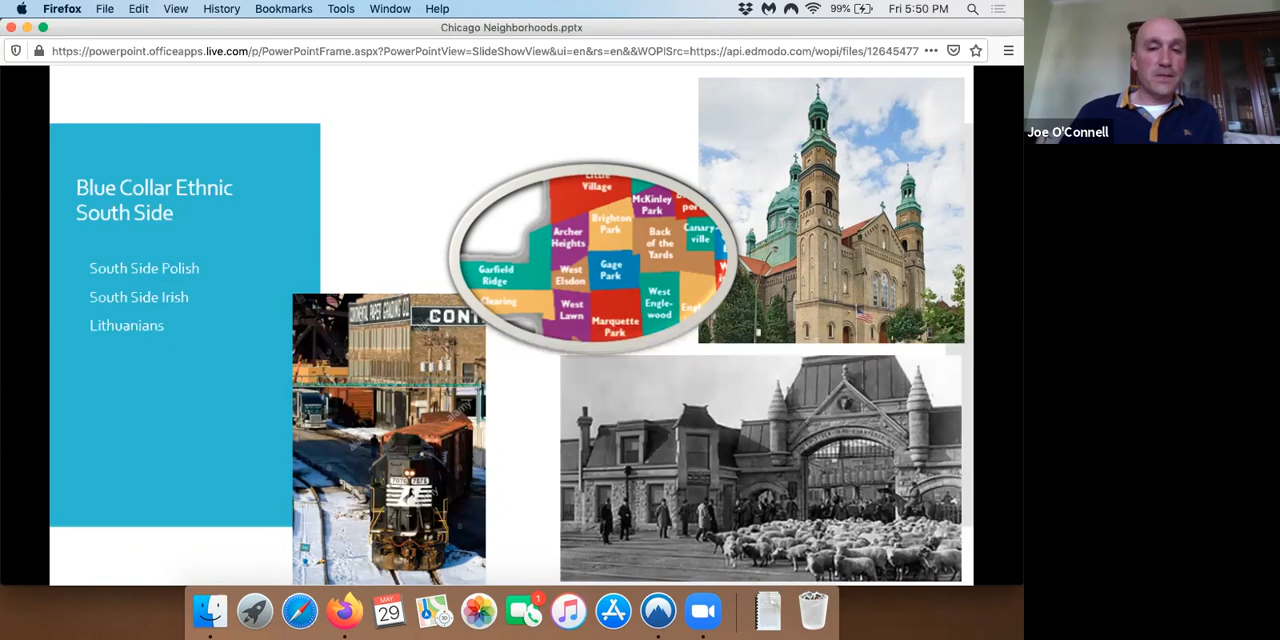 Firefox File Edit View History Bookmarks Tools Window Help 99% Fri 5:50 PM
Chicago Neighborhoods.pptx
https://powerpoint.officeapps.live.com/p/PowerPointFrame.aspx?PowerPointView=SlideShowView&ui=en&rs=en&&WOPISrc=https://api.edmodo.com/wopi/files/12645477
Joe O'Connell
Blue Collar Ethnic
South Side
South Side Polish
South Side Irish
Lithuanians
Little
Village
McKinley
Park
Brighton
Park
Archer
Heights
Back
of the
Yards
Canary-
ville
Garfield
Ridge
West
Elsdon
Gage
Park
Clearing
West
Lawn
Marquette
Park
West
Engle-
wood
CONT
alamy
MAY
29
1